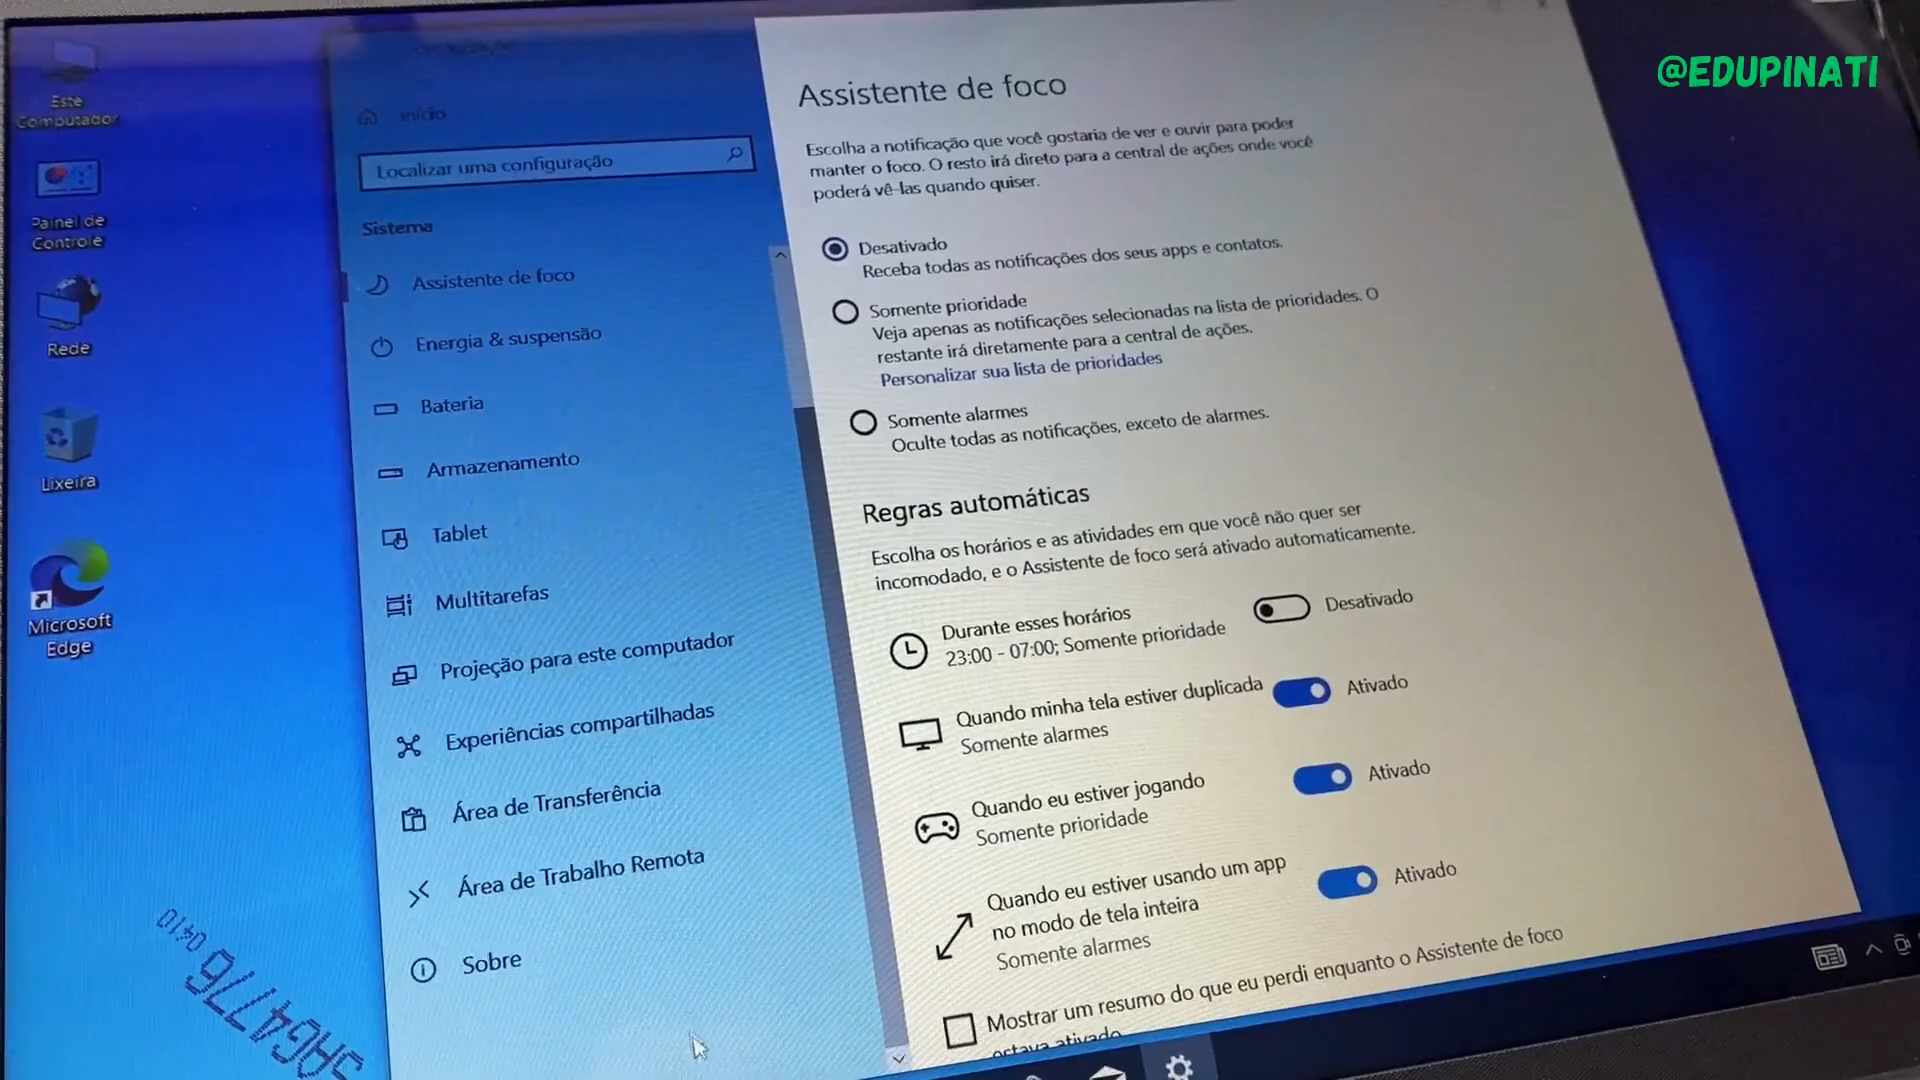 @EDUPINATI
Este
Computador
Painel de
Controle
Rede
Lixeira
Microsoft
Edge
Início
Localizar uma configuração
Sistema
Assistente de foco
Energia & suspensão
Bateria
Armazenamento
Tablet
Multitarefas
Projeção para este computador
Experiências compartilhadas
Área de Transferência
Área de Trabalho Remota
Sobre
Assistente de foco
Escolha a notificação que você gostaria de ver e ouvir para poder
manter o foco. O resto irá direto para a central de ações onde você
poderá vê-las quando quiser.
Desativado
Receba todas as notificações dos seus apps e contatos.
Somente prioridade
Veja apenas as notificações selecionadas na lista de prioridades. O
restante irá diretamente para a central de ações.
Personalizar sua lista de prioridades
Somente alarmes
Oculte todas as notificações, exceto de alarmes.
Regras automáticas
Escolha os horários e as atividades em que você não quer ser
incomodado, e o Assistente de foco será ativado automaticamente.
Durante esses horários
23:00 - 07:00; Somente prioridade
Desativado
Quando minha tela estiver duplicada
Somente alarmes
Ativado
Quando eu estiver jogando
Somente prioridade
Ativado
Quando eu estiver usando um app
no modo de tela inteira
Somente alarmes
Ativado
Mostrar um resumo do que eu perdi enquanto o Assistente de foco
estava ativado